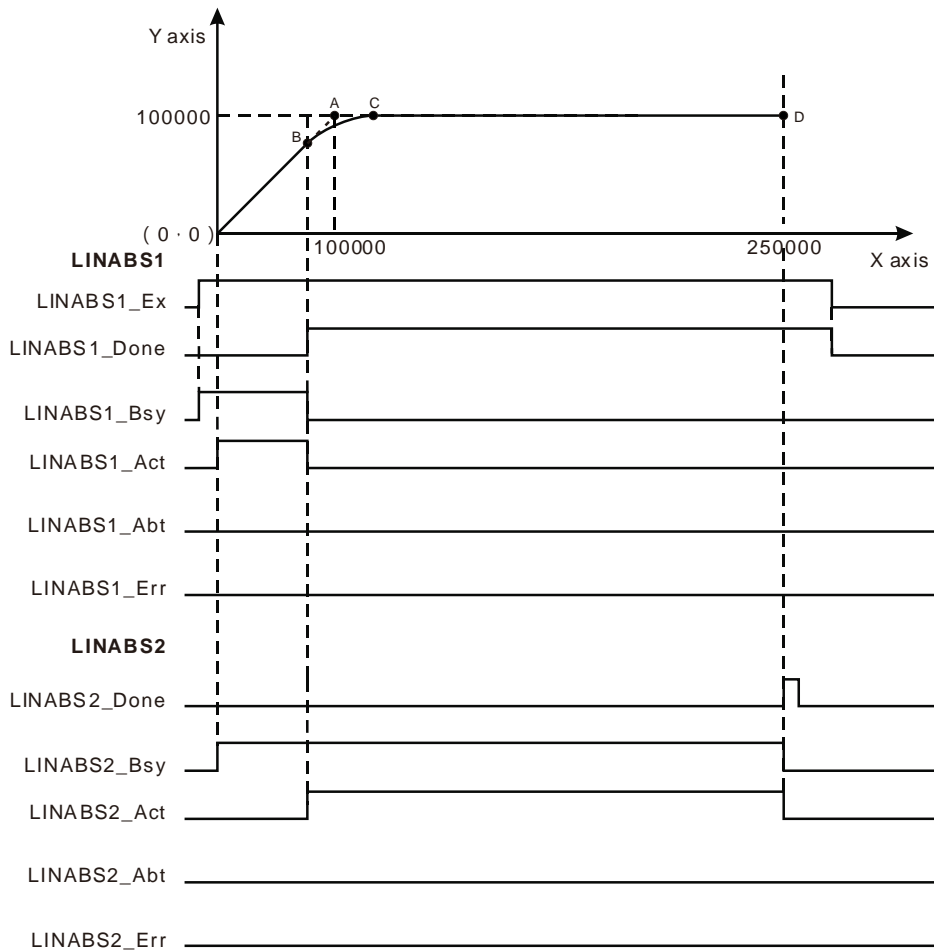 Y axis
A
C
100000
B
D
( 0 · 0 )
100000
250000
X axis
LINABS1
LINABS1_Ex
LINABS1_Done
LINABS1_Bsy
LINABS1_Act
LINABS1_Abt
LINABS1_Err
LINABS2
LINABS2_Done
LINABS2_Bsy
LINABS2_Act
LINABS2_Abt
LINABS2_Err